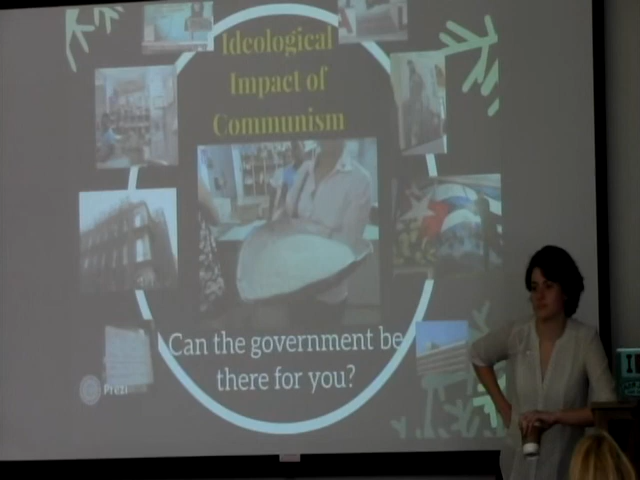 Ideological
Impact of
Communism
Can the government be
there for you?
Prezi